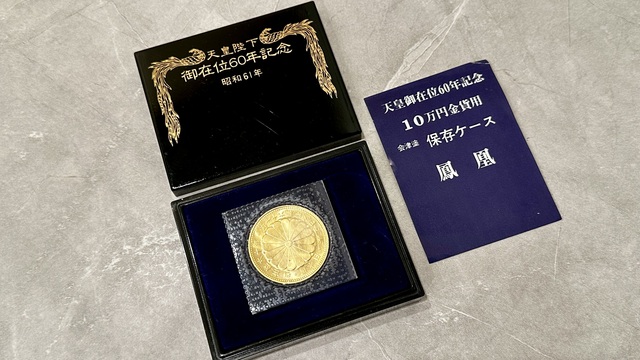 天皇陛下
御在位60年記念
昭和61年
天皇御在位60年記念
10万円金貨用
会津塗 保存ケース
鳳凰